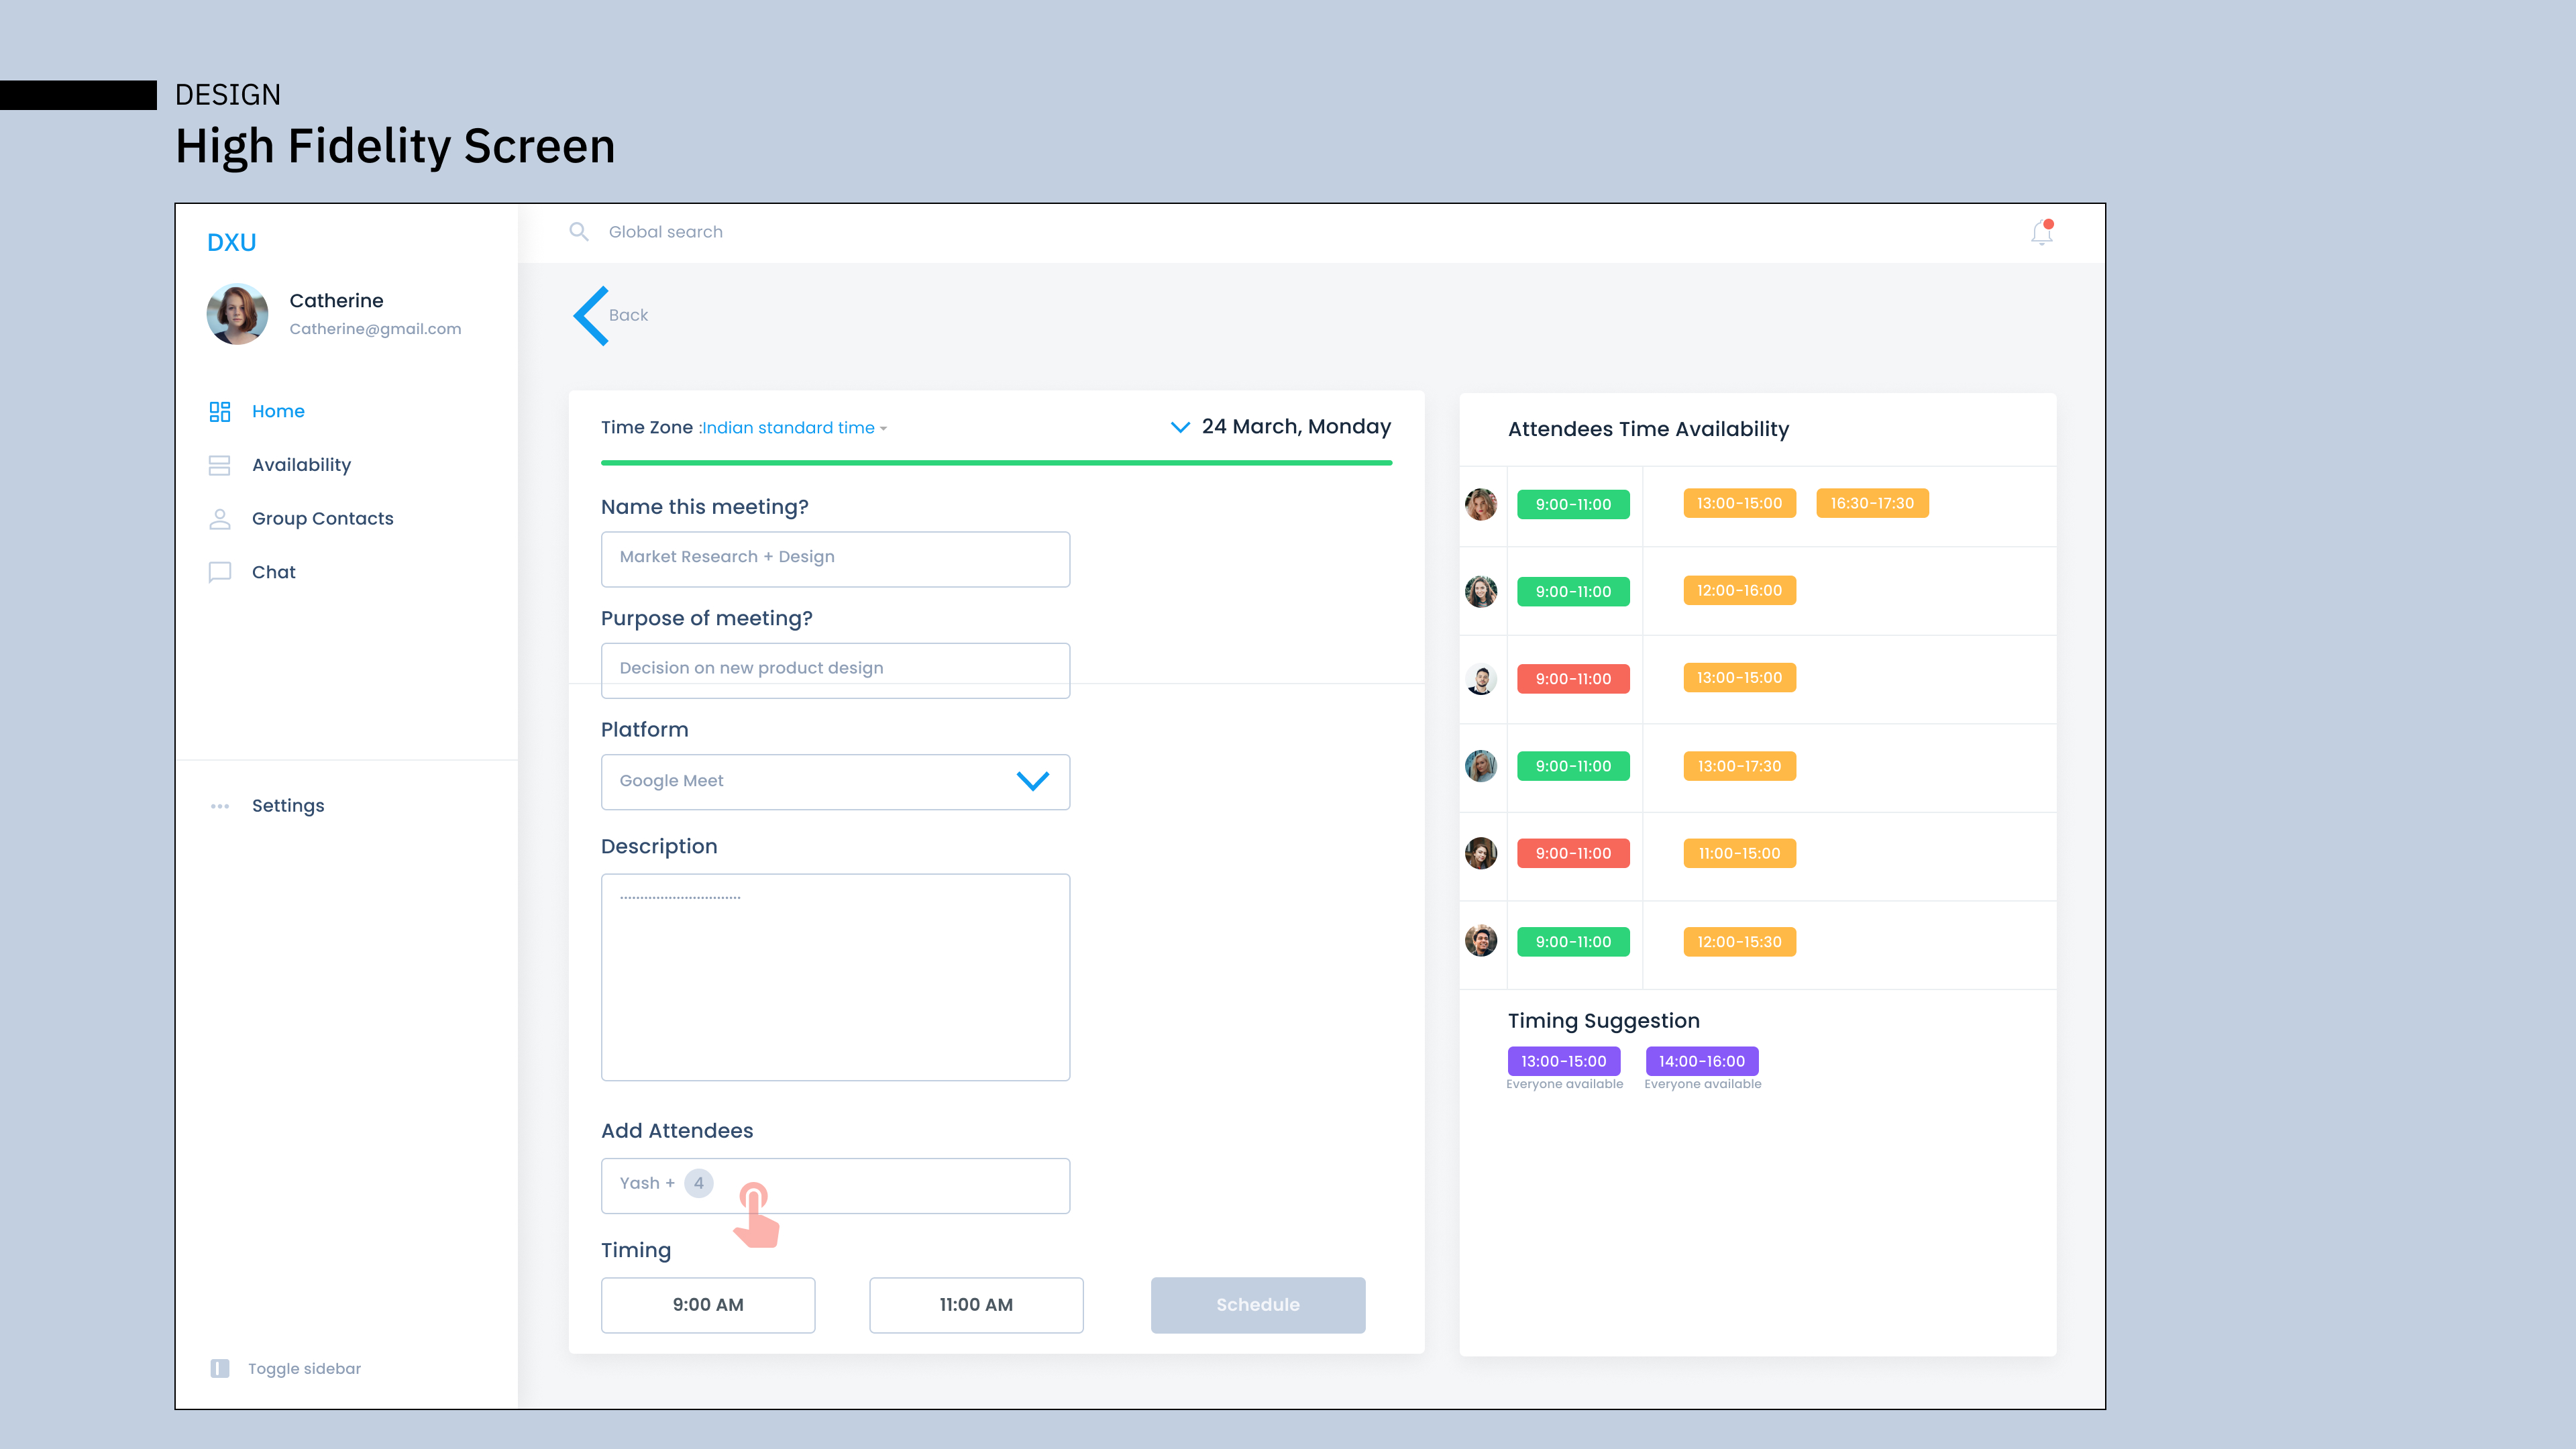 DESIGN
High Fidelity Screen
DXU
Catherine
Catherine@gmail.com
Home
Availability
Group Contacts
Chat
Settings
Toggle sidebar
Global search
Back
Time Zone :Indian standard time
24 March, Monday
Name this meeting?
Market Research + Design
Purpose of meeting?
Decision on new product design
Platform
Google Meet
Description
..............................
Add Attendees
Yash + 4
Timing
9:00 AM
11:00 AM
Schedule
Attendees Time Availability
9:00-11:00 13:00-15:00 16:30-17:30
9:00-11:00 12:00-16:00
9:00-11:00 13:00-15:00
9:00-11:00 13:00-17:30
9:00-11:00 11:00-15:00
9:00-11:00 12:00-15:30
Timing Suggestion
13:00-15:00 14:00-16:00
Everyone available Everyone available